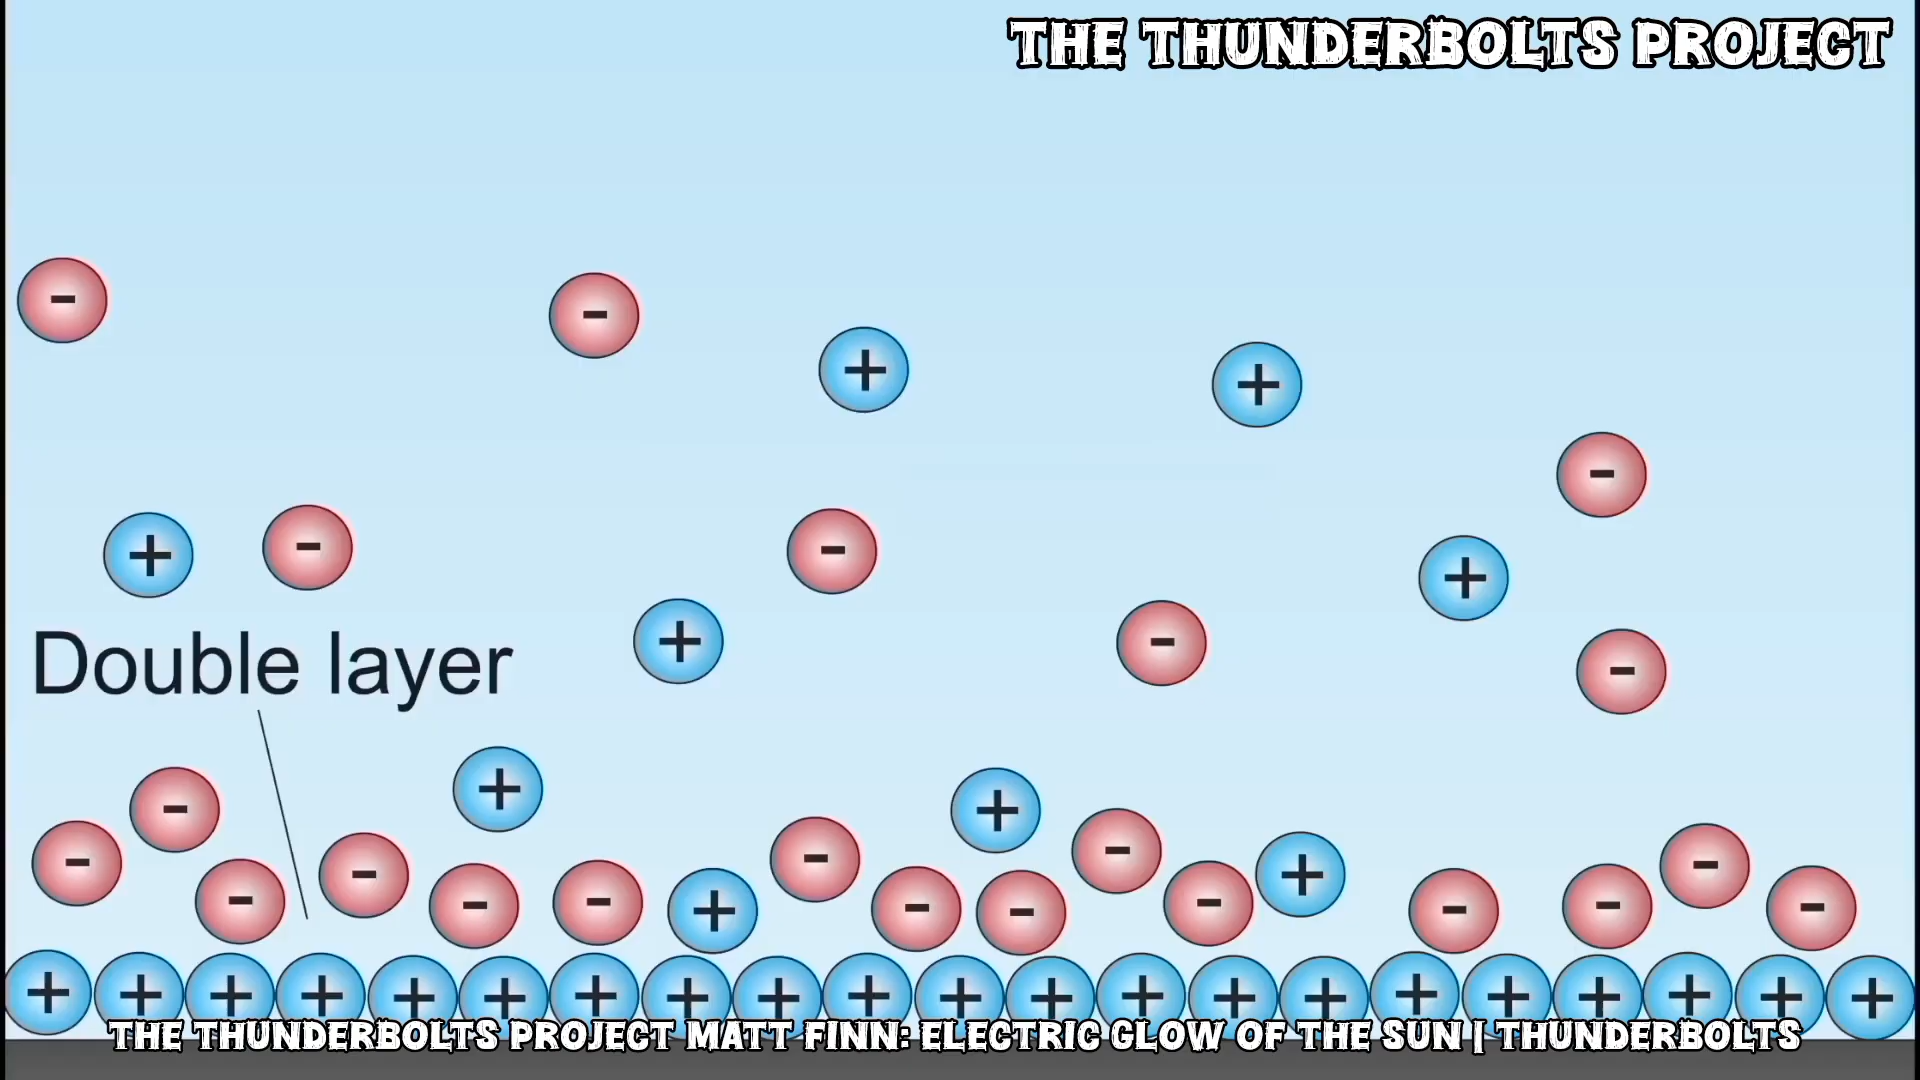 THE THUNDERBOLTS PROJECT
Double layer
THE THUNDERBOLTS PROJECT MATT FINN: ELECTRIC GLOW OF THE SUN | THUNDERBOLTS